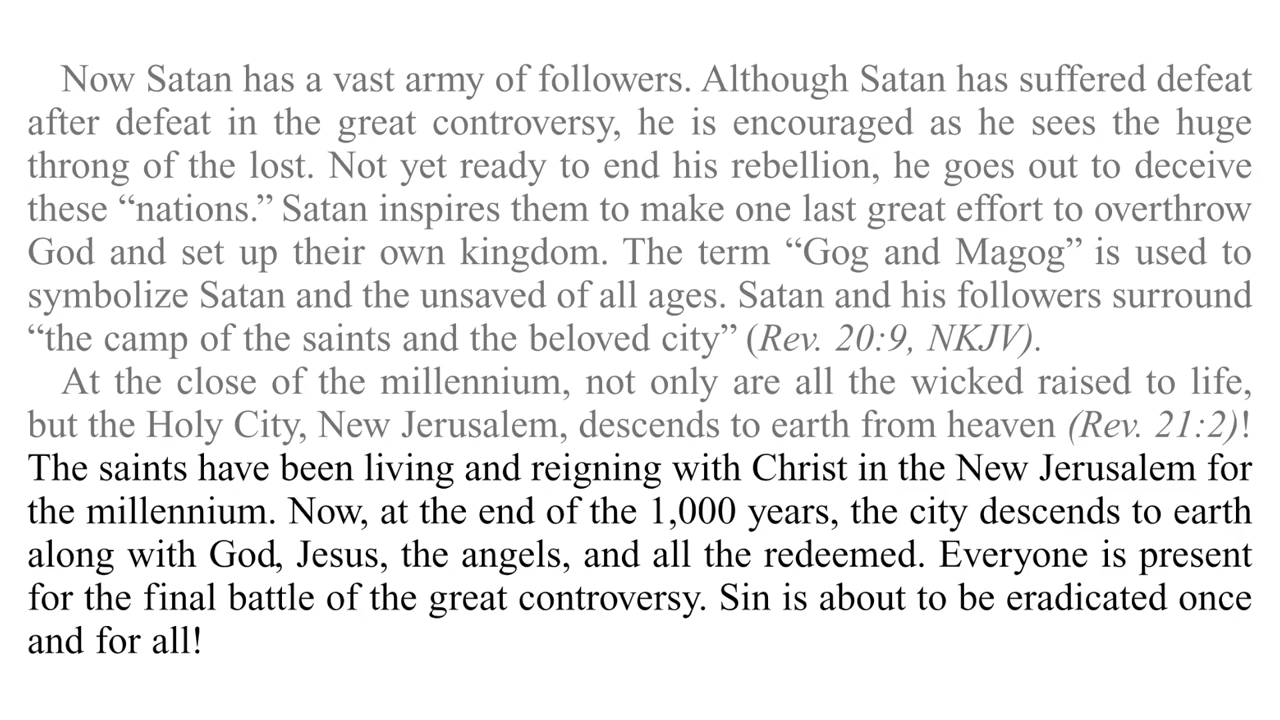 Now Satan has a vast army of followers. Although Satan has suffered defeat
after defeat in the great controversy, he is encouraged as he sees the huge
throng of the lost. Not yet ready to end his rebellion, he goes out to deceive
these “nations.” Satan inspires them to make one last great effort to overthrow
God and set up their own kingdom. The term “Gog and Magog” is used to
symbolize Satan and the unsaved of all ages. Satan and his followers surround
“the camp of the saints and the beloved city” (Rev. 20:9, NKJV).
At the close of the millennium, not only are all the wicked raised to life,
but the Holy City, New Jerusalem, descends to earth from heaven (Rev. 21:2)!
The saints have been living and reigning with Christ in the New Jerusalem for
the millennium. Now, at the end of the 1,000 years, the city descends to earth
along with God, Jesus, the angels, and all the redeemed. Everyone is present
for the final battle of the great controversy. Sin is about to be eradicated once
and for all!